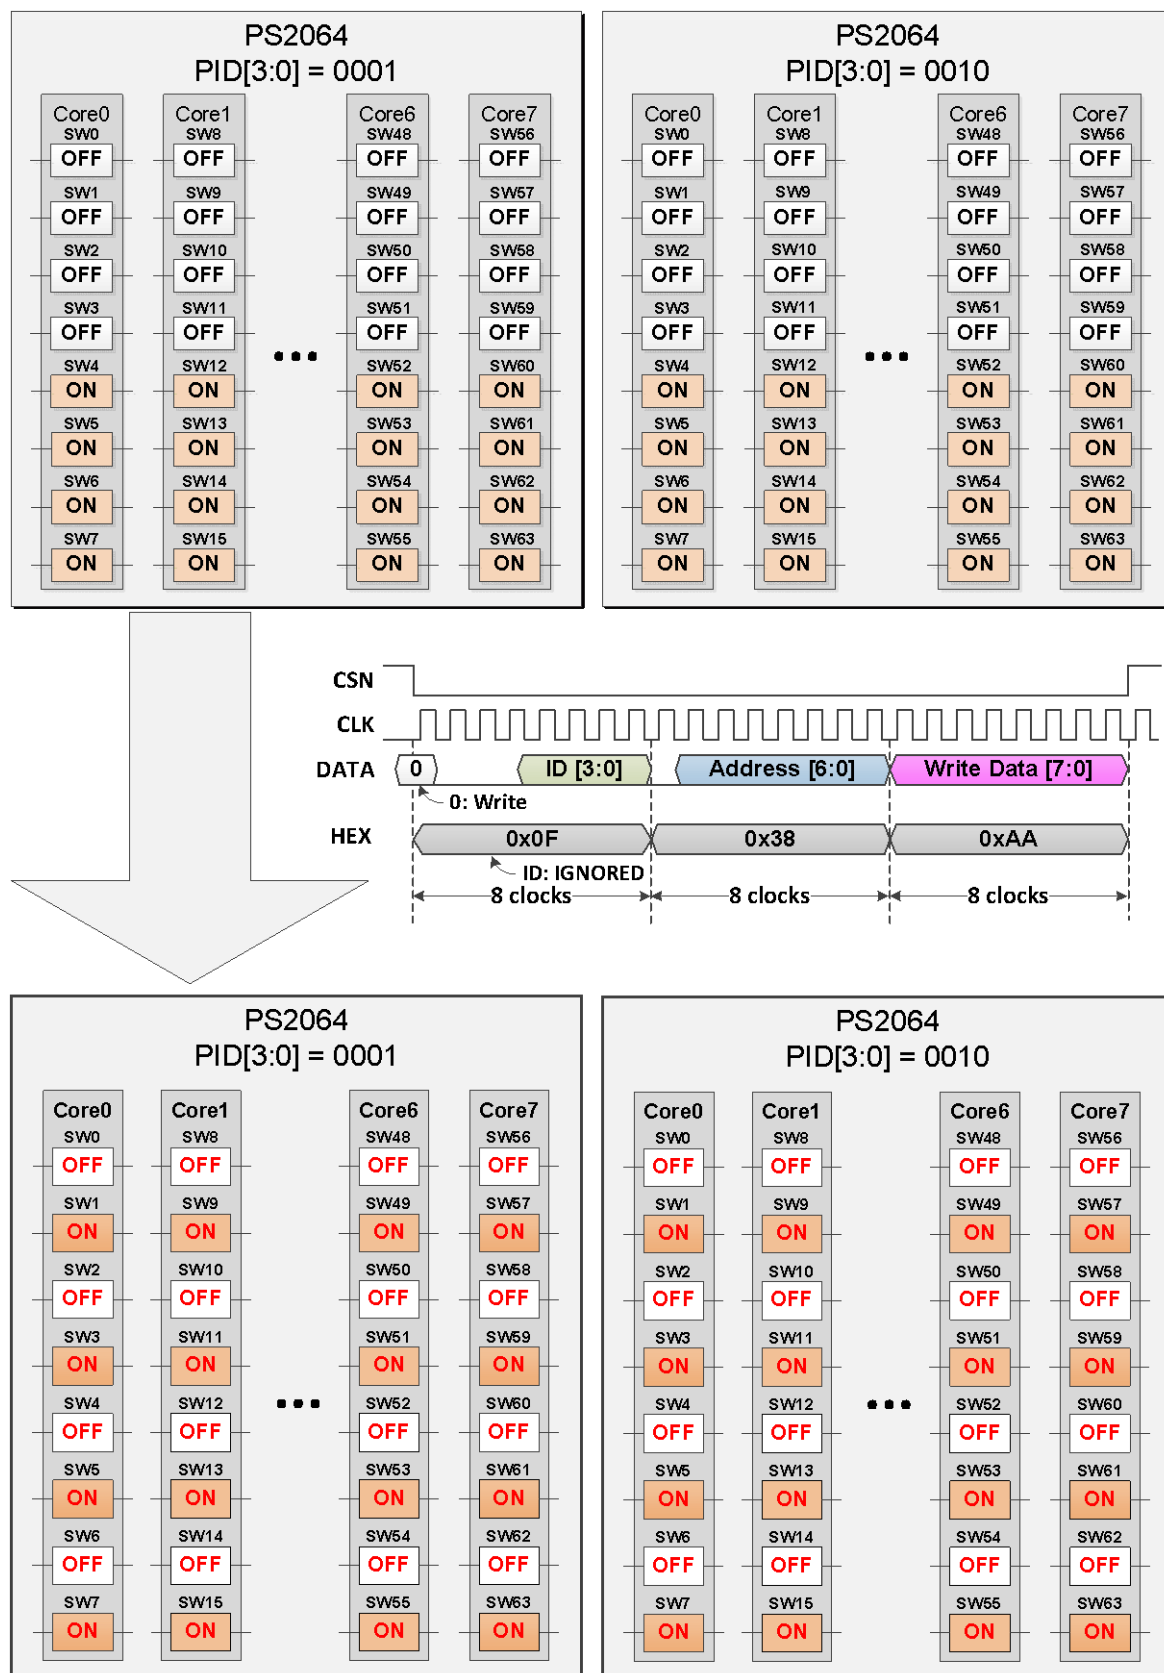 PS2064
PID[3:0] = 0001
Core0 Core1 Core6 Core7
SW0 SW8 SW48 SW56
OFF OFF OFF OFF
SW1 SW9 SW49 SW57
OFF OFF OFF OFF
SW2 SW10 SW50 SW58
OFF OFF OFF OFF
SW3 SW11 SW51 SW59
OFF OFF OFF OFF
SW4 SW12 SW52 SW60
ON ON ON ON
SW5 SW13 SW53 SW61
ON ON ON ON
SW6 SW14 SW54 SW62
ON ON ON ON
SW7 SW15 SW55 SW63
ON ON ON ON
PS2064
PID[3:0] = 0010
Core0 Core1 Core6 Core7
SW0 SW8 SW48 SW56
OFF OFF OFF OFF
SW1 SW9 SW49 SW57
OFF OFF OFF OFF
SW2 SW10 SW50 SW58
OFF OFF OFF OFF
SW3 SW11 SW51 SW59
OFF OFF OFF OFF
SW4 SW12 SW52 SW60
ON ON ON ON
SW5 SW13 SW53 SW61
ON ON ON ON
SW6 SW14 SW54 SW62
ON ON ON ON
SW7 SW15 SW55 SW63
ON ON ON ON
CSN
CLK
DATA 0 ID [3:0] Address [6:0] Write Data [7:0]
0: Write
HEX 0x0F 0x38 0xAA
ID: IGNORED
8 clocks 8 clocks 8 clocks
PS2064
PID[3:0] = 0001
Core0 Core1 Core6 Core7
SW0 SW8 SW48 SW56
OFF OFF OFF OFF
SW1 SW9 SW49 SW57
ON ON ON ON
SW2 SW10 SW50 SW58
OFF OFF OFF OFF
SW3 SW11 SW51 SW59
ON ON ON ON
SW4 SW12 SW52 SW60
OFF OFF OFF OFF
SW5 SW13 SW53 SW61
ON ON ON ON
SW6 SW14 SW54 SW62
OFF OFF OFF OFF
SW7 SW15 SW55 SW63
ON ON ON ON
PS2064
PID[3:0] = 0010
Core0 Core1 Core6 Core7
SW0 SW8 SW48 SW56
OFF OFF OFF OFF
SW1 SW9 SW49 SW57
ON ON ON ON
SW2 SW10 SW50 SW58
OFF OFF OFF OFF
SW3 SW11 SW51 SW59
ON ON ON ON
SW4 SW12 SW52 SW60
OFF OFF OFF OFF
SW5 SW13 SW53 SW61
ON ON ON ON
SW6 SW14 SW54 SW62
OFF OFF OFF OFF
SW7 SW15 SW55 SW63
ON ON ON ON